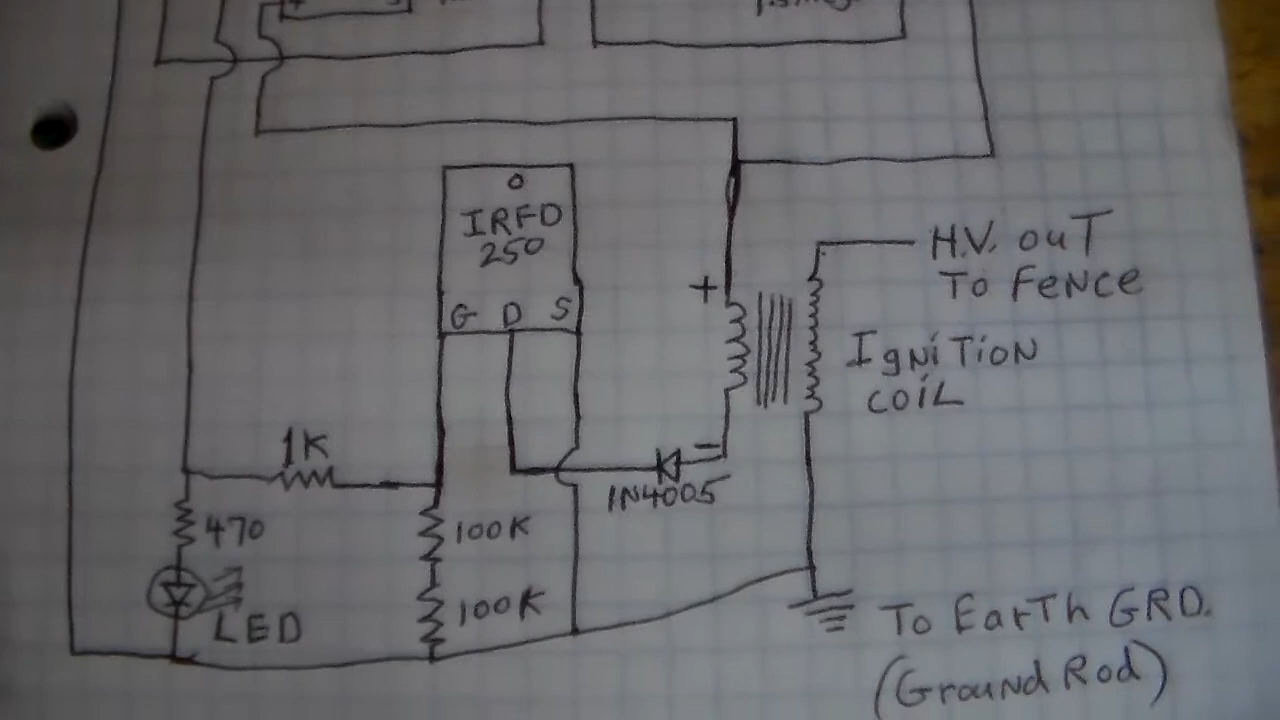 O
IRFD
250
G D S
+
H.V. OUT
TO FENCE
IgNiTiON
COiL
1K
−
1N4005
470
100K
100K
LED
To EarTh GRD.
(GrouNd Rod)